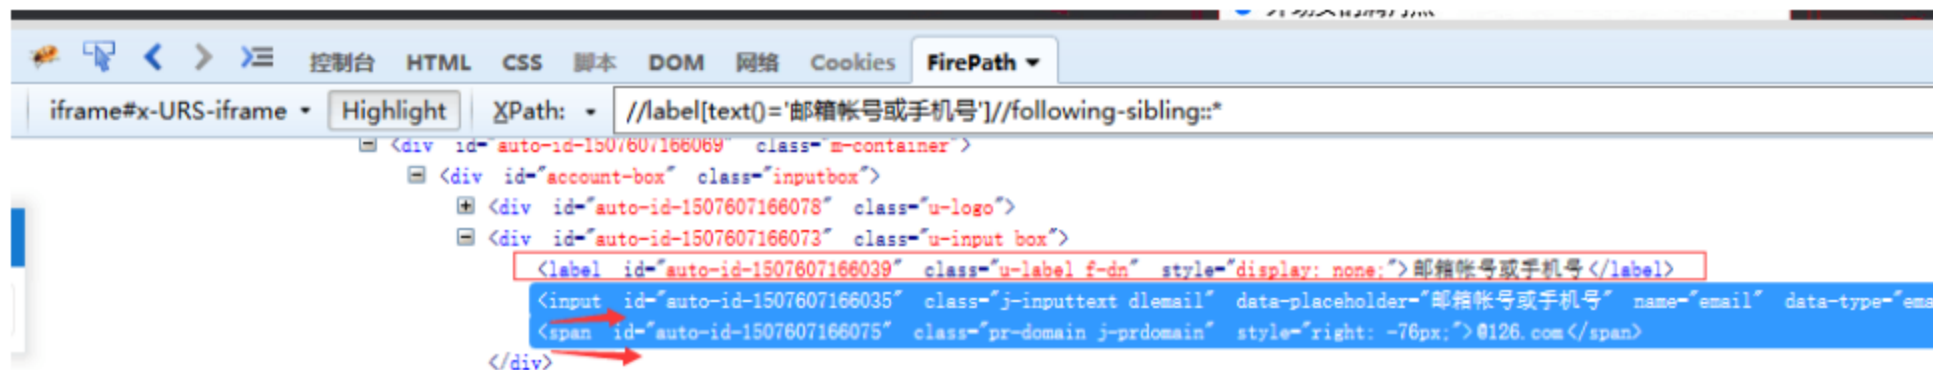 控制台 HTML CSS 脚本 DOM 网络 Cookies FirePath
iframe#x-URS-iframe Highlight XPath: //label[text()='邮箱帐号或手机号']//following-sibling::*
<div id="auto-id-1507607166069" class="m-container">
<div id="account-box" class="inputbox">
<div id="auto-id-1507607166078" class="u-logo">
<div id="auto-id-1507607166073" class="u-input box">
<label id="auto-id-1507607166039" class="u-label f-dn" style="display: none;">邮箱帐号或手机号</label>
<input id="auto-id-1507607166035" class="j-inputtext dlemail" data-placeholder="邮箱帐号或手机号" name="email" data-type="ema
<span id="auto-id-1507607166075" class="pr-domain j-prdomain" style="right: -76px;">@126.com</span>
</div>